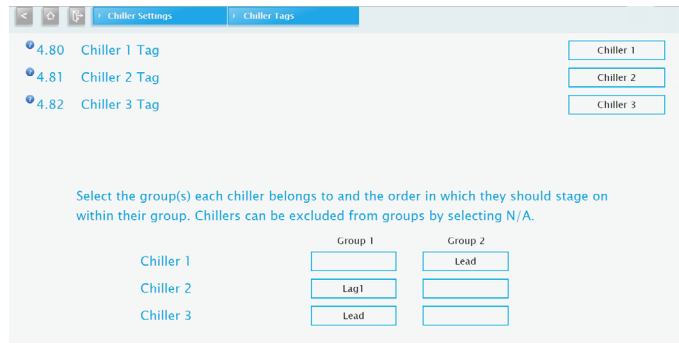 < Chiller Settings Chiller Tags
? 4.80 Chiller 1 Tag Chiller 1
? 4.81 Chiller 2 Tag Chiller 2
? 4.82 Chiller 3 Tag Chiller 3
Select the group(s) each chiller belongs to and the order in which they should stage on
within their group. Chillers can be excluded from groups by selecting N/A.
Group 1 Group 2
Chiller 1 Lead
Chiller 2 Lag1
Chiller 3 Lead